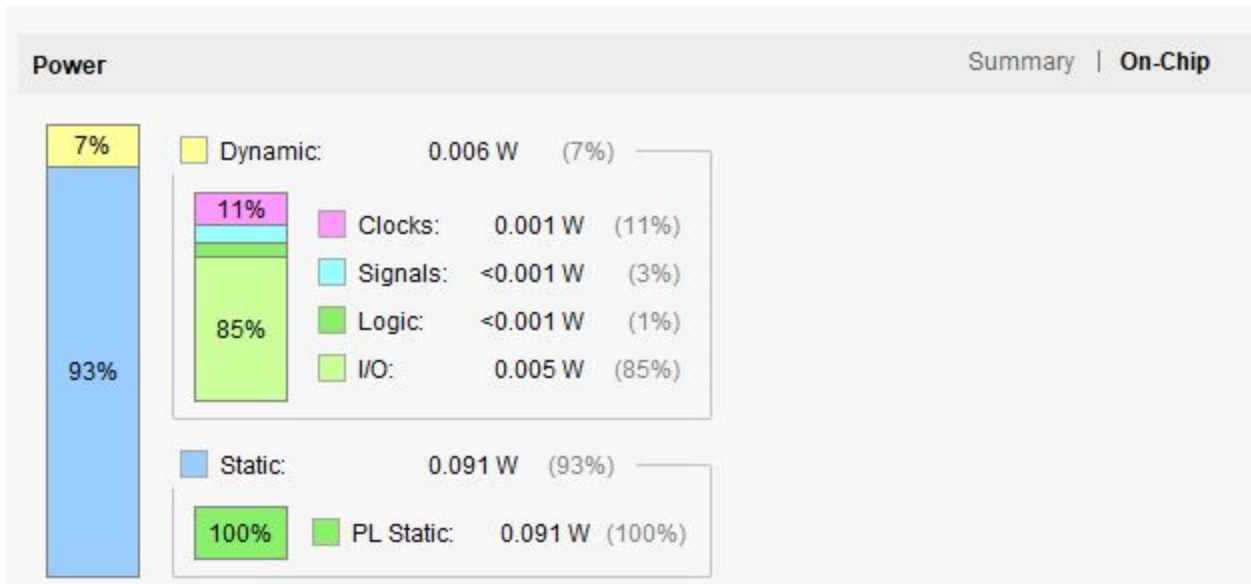 Power Summary | On-Chip
7% Dynamic: 0.006 W (7%)
11% Clocks: 0.001 W (11%)
Signals: <0.001 W (3%)
Logic: <0.001 W (1%)
85% I/O: 0.005 W (85%)
93%
Static: 0.091 W (93%)
100% PL Static: 0.091 W (100%)